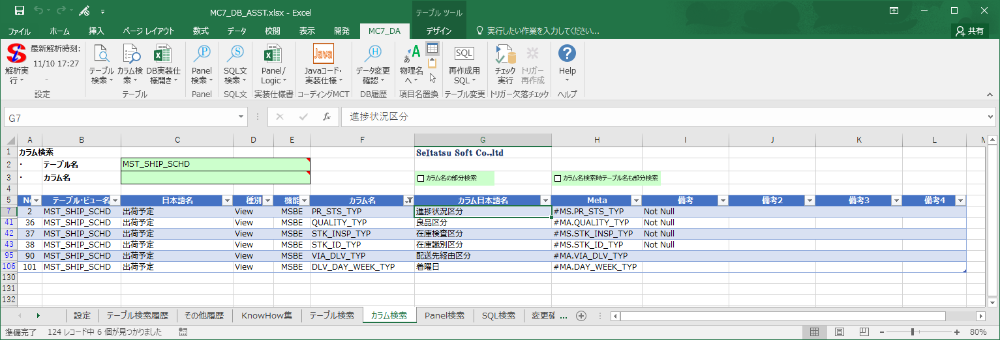 MC7_DB_ASST.xlsx - Excel
テーブル ツール
ファイル ホーム 挿入 ページ レイアウト 数式 データ 校閲 表示 開発 MC7_DA デザイン 実行したい作業を入力してください... 共有
最新解析時刻:
11/10 17:27
-
解析実行
テーブル検索
カラム検索
DB実装仕様開き
Panel検索
SQL文検索
Panel/Logic
Java
Javaコード・実装仕様
データ変更確認
物理名へ
SQL
再作成用SQL
チェック実行
トリガー再作成
Help
設定 テーブル Panel SQL文 実装仕様書 コーディングMCT DB履歴 項目名置換 テーブル変更 トリガー欠落チェック ヘルプ
G7 fx 進捗状況区分
A B C D E F G H I J K L M
1 カラム検索 SeItatsu Soft Co.,ltd
2 ・ テーブル名 MST_SHIP_SCHD
3 ・ カラム名 カラム名の部分検索 カラム名検索時テーブル名も部分検索
4
5 テーブル・ビュー名 日本語名 種別 機能 カラム名 カラム日本語名 Meta 備考 備考2 備考3 備考4
7 2 MST_SHIP_SCHD 出荷予定 View MSBE PR_STS_TYP 進捗状況区分 #MS.PR_STS_TYP Not Null
41 36 MST_SHIP_SCHD 出荷予定 View MSBE QUALITY_TYP 良品区分 #MA.QUALITY_TYP Not Null
42 37 MST_SHIP_SCHD 出荷予定 View MSBE STK_INSP_TYP 在庫検査区分 #MS.STK_INSP_TYP Not Null
43 38 MST_SHIP_SCHD 出荷予定 View MSBE STK_ID_TYP 在庫識別区分 #MS.STK_ID_TYP Not Null
95 90 MST_SHIP_SCHD 出荷予定 View MSBE VIA_DLV_TYP 配送先経由区分 #MA.VIA_DLV_TYP
106 101 MST_SHIP_SCHD 出荷予定 View MSBE DLV_DAY_WEEK_TYP 着曜日 #MA.DAY_WEEK_TYP
130
131
132
設定 テーブル検索履歴 その他履歴 KnowHow集 テーブル検索 カラム検索 Panel検索 SQL検索 変更確 ...
準備完了 124 レコード中 6 個が見つかりました 80%